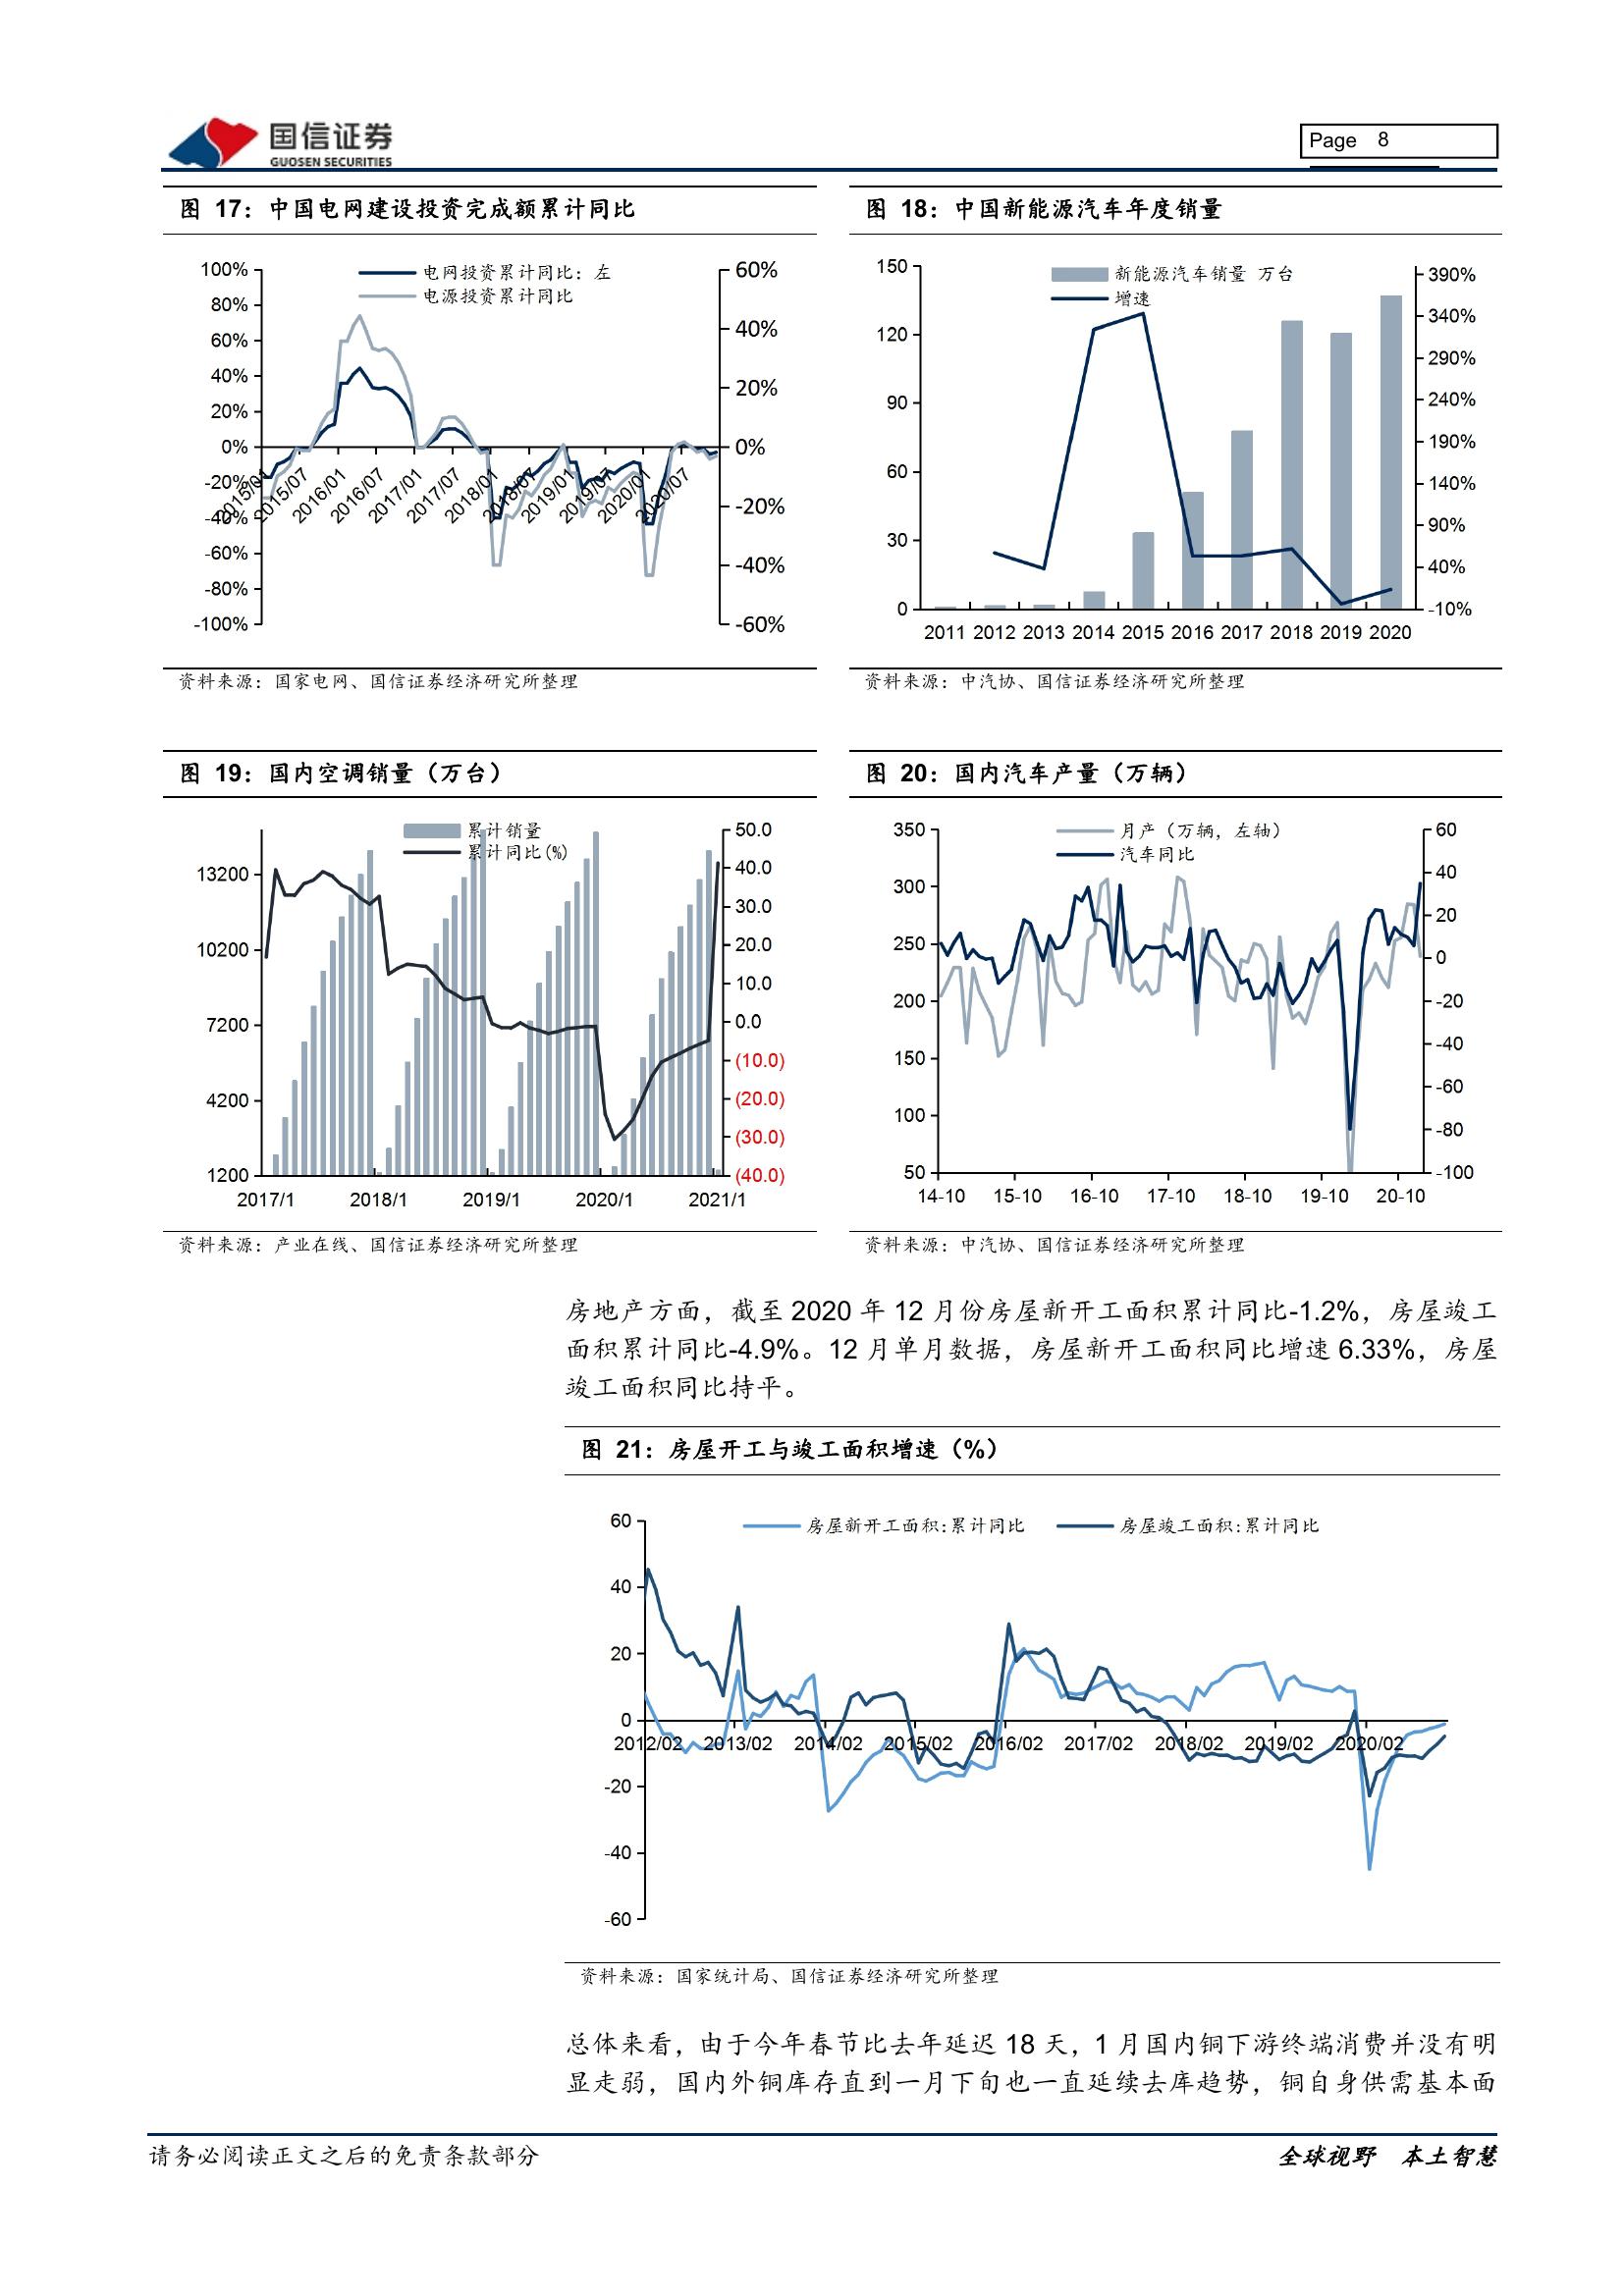 国信证券
GUOSEN SECURITIES
Page 8
图 17：中国电网建设投资完成额累计同比
电网投资累计同比：左
电源投资累计同比
100%
80%
60%
40%
20%
0%
-20%
-40%
-60%
-80%
-100%
60%
40%
20%
0%
-20%
-40%
-60%
2015/01 2015/07 2016/01 2016/07 2017/01 2017/07 2018/01 2018/07 2019/01 2019/07 2020/01 2020/07
资料来源：国家电网、国信证券经济研究所整理
图 18：中国新能源汽车年度销量
新能源汽车销量 万台
增速
150
120
90
60
30
0
390%
340%
290%
240%
190%
140%
90%
40%
-10%
2011 2012 2013 2014 2015 2016 2017 2018 2019 2020
资料来源：中汽协、国信证券经济研究所整理
图 19：国内空调销量（万台）
累计销量
累计同比(%)
13200
10200
7200
4200
1200
50.0
40.0
30.0
20.0
10.0
0.0
(10.0)
(20.0)
(30.0)
(40.0)
2017/1 2018/1 2019/1 2020/1 2021/1
资料来源：产业在线、国信证券经济研究所整理
图 20：国内汽车产量（万辆）
月产（万辆，左轴）
汽车同比
350
300
250
200
150
100
50
60
40
20
0
-20
-40
-60
-80
-100
14-10 15-10 16-10 17-10 18-10 19-10 20-10
资料来源：中汽协、国信证券经济研究所整理
房地产方面，截至 2020 年 12 月份房屋新开工面积累计同比-1.2%，房屋竣工
面积累计同比-4.9%。12 月单月数据，房屋新开工面积同比增速 6.33%，房屋
竣工面积同比持平。
图 21：房屋开工与竣工面积增速（%）
房屋新开工面积:累计同比 房屋竣工面积:累计同比
60
40
20
0
-20
-40
-60
2012/02 2013/02 2014/02 2015/02 2016/02 2017/02 2018/02 2019/02 2020/02
资料来源：国家统计局、国信证券经济研究所整理
总体来看，由于今年春节比去年延迟 18 天，1 月国内铜下游终端消费并没有明
显走弱，国内外铜库存直到一月下旬也一直延续去库趋势，铜自身供需基本面
请务必阅读正文之后的免责条款部分
全球视野 本土智慧